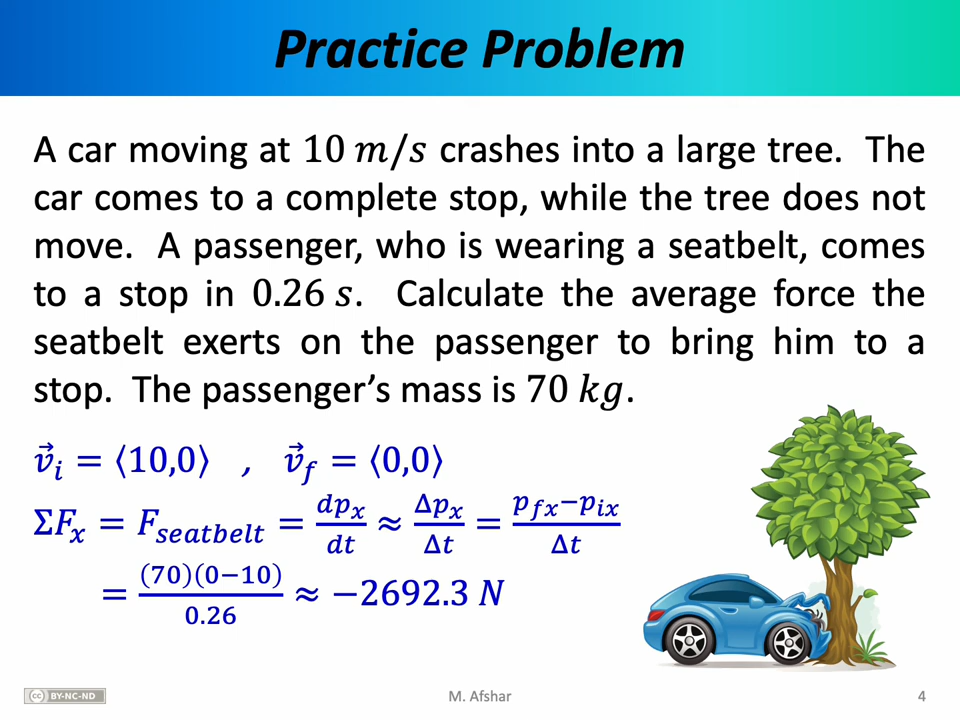 Practice Problem
A car moving at 10 m/s crashes into a large tree. The
car comes to a complete stop, while the tree does not
move. A passenger, who is wearing a seatbelt, comes
to a stop in 0.26 s. Calculate the average force the
seatbelt exerts on the passenger to bring him to a
stop. The passenger's mass is 70 kg.
v⃗ᵢ = ⟨10,0⟩ , v⃗_f = ⟨0,0⟩
ΣFₓ = F_seatbelt = dpₓ/dt ≈ Δpₓ/Δt = (p_fx−p_ix)/Δt
= (70)(0−10)/0.26 ≈ −2692.3 N
cc BY-NC-ND
M. Afshar
4